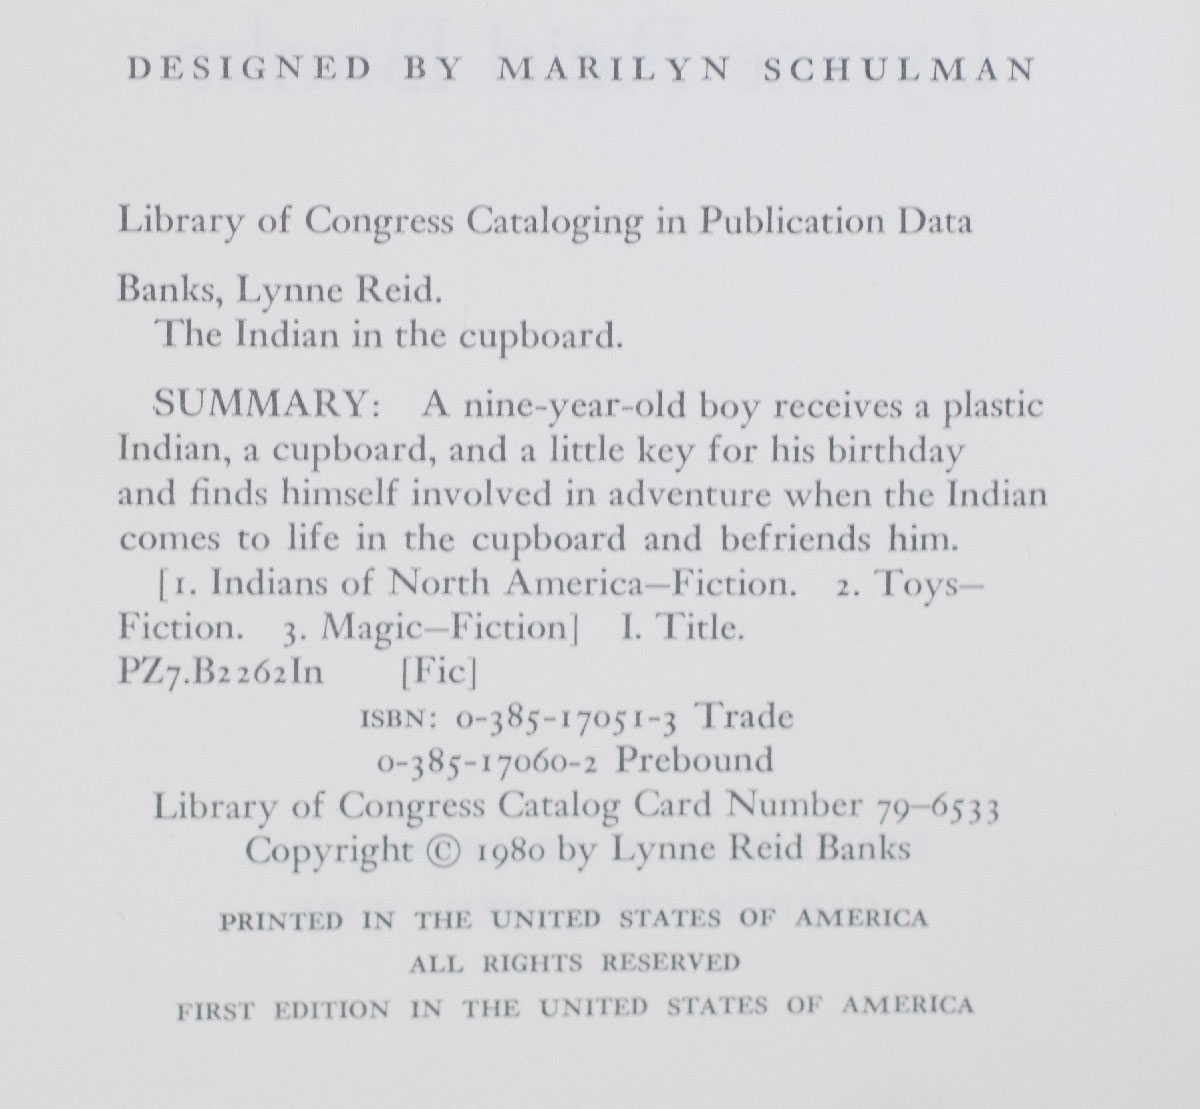 DESIGNED BY MARILYN SCHULMAN
Library of Congress Cataloging in Publication Data
Banks, Lynne Reid.
The Indian in the cupboard.
SUMMARY: A nine-year-old boy receives a plastic
Indian, a cupboard, and a little key for his birthday
and finds himself involved in adventure when the Indian
comes to life in the cupboard and befriends him.
[1. Indians of North America—Fiction. 2. Toys—
Fiction. 3. Magic—Fiction] I. Title.
PZ7.B2262In [Fic]
ISBN: 0-385-17051-3 Trade
0-385-17060-2 Prebound
Library of Congress Catalog Card Number 79–6533
Copyright © 1980 by Lynne Reid Banks
PRINTED IN THE UNITED STATES OF AMERICA
ALL RIGHTS RESERVED
FIRST EDITION IN THE UNITED STATES OF AMERICA